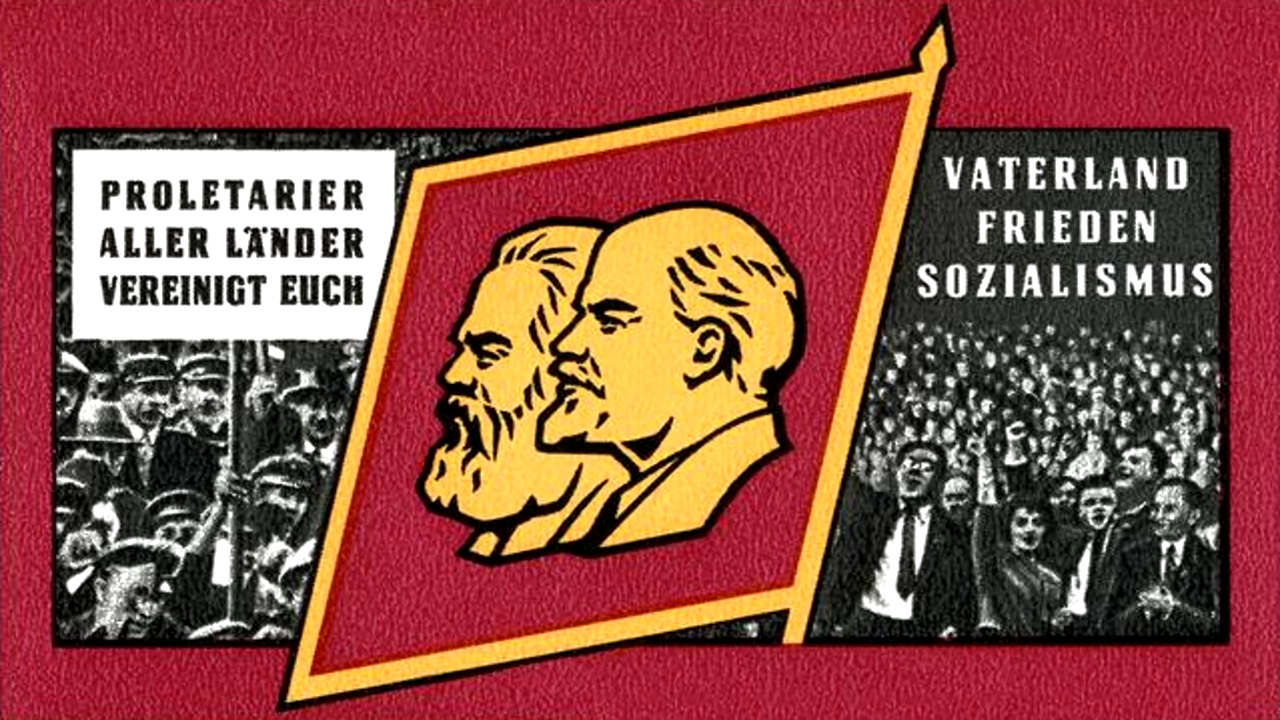 PROLETARIER
ALLER LÄNDER
VEREINIGT EUCH
VATERLAND
FRIEDEN
SOZIALISMUS